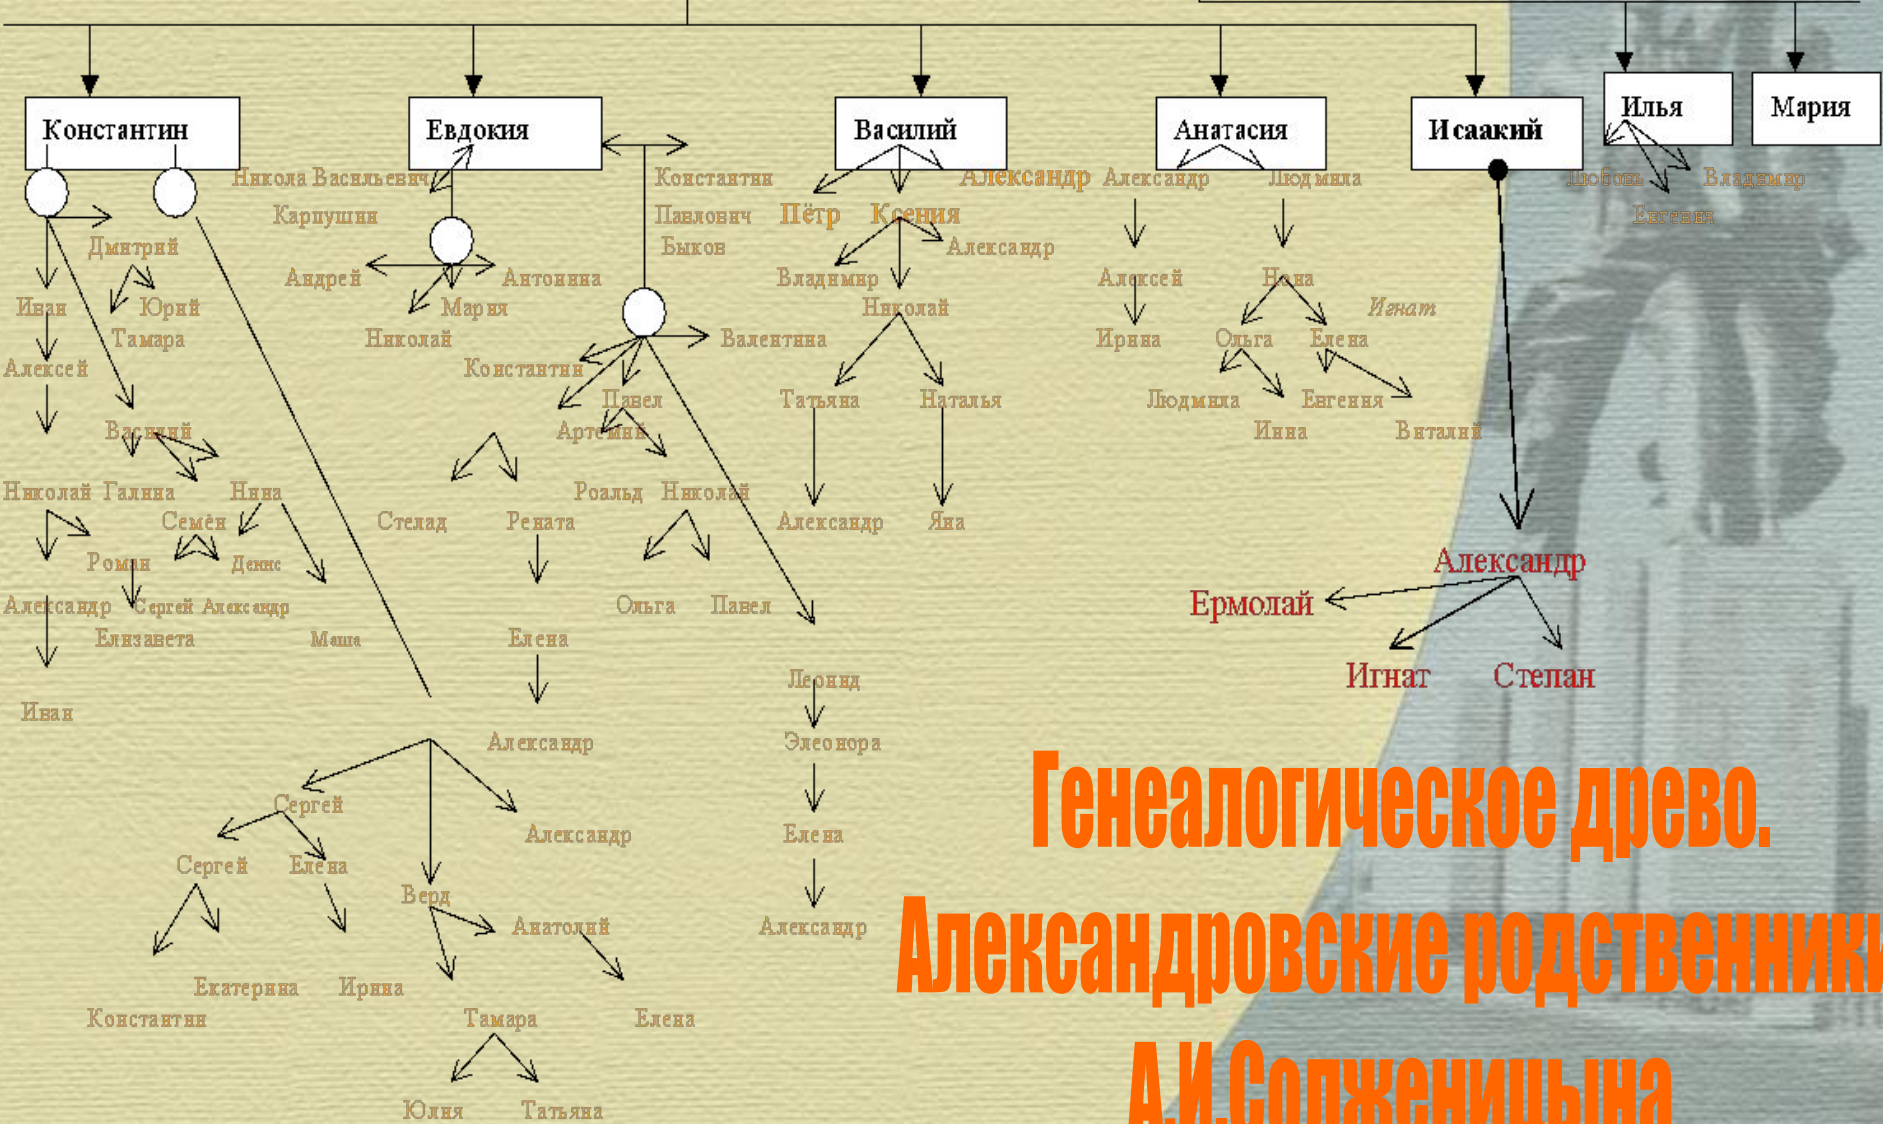 Константин
Евдокия
Василий
Анатасия
Исаакий
Илья
Мария
Никола Васильевич
Карпушин
Константин
Павлович
Быков
Пётр
Ксения
Александр
Александр
Людмила
Любовь
Владимир
Евгения
Дмитрий
Александр
Андрей
Антонина
Владимир
Алексей
Нона
Иван
Юрий
Мария
Николай
Игнат
Тамара
Николай
Валентина
Ирина
Ольга
Елена
Алексей
Константин
Павел
Татьяна
Наталья
Людмила
Евгения
Василий
Артемий
Инна
Виталий
Николай
Галина
Нина
Роальд
Николай
Семён
Стелад
Рената
Александр
Яна
Роман
Денис
Александр
Александр
Сергей
Александр
Ольга
Павел
Ермолай
Елизавета
Маша
Елена
Игнат
Степан
Леонид
Иван
Александр
Элеонора
Сергей
Александр
Елена
Сергей
Елена
Верд
Анатолий
Александр
Екатерина
Ирина
Константин
Тамара
Елена
Юлия
Татьяна
Генеалогическое древо.
Александровские родственники
А.И.Солженицына